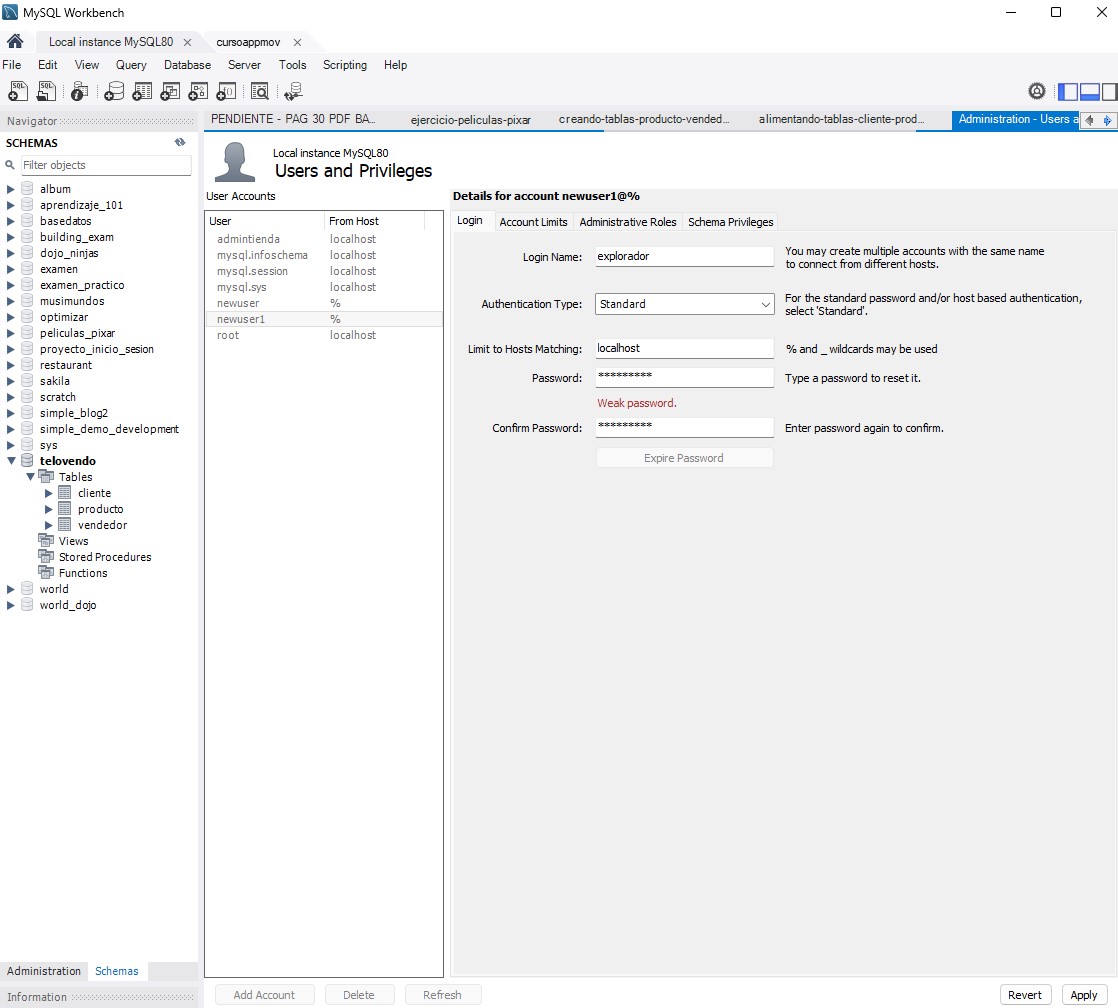 MySQL Workbench
Local instance MySQL80
cursoappmov
File Edit View Query Database Server Tools Scripting Help
Navigator
SCHEMAS
Filter objects
album
aprendizaje_101
basedatos
building_exam
dojo_ninjas
examen
examen_practico
musimundos
optimizar
peliculas_pixar
proyecto_inicio_sesion
restaurant
sakila
scratch
simple_blog2
simple_demo_development
sys
telovendo
Tables
cliente
producto
vendedor
Views
Stored Procedures
Functions
world
world_dojo
Administration Schemas
Information
PENDIENTE - PAG 30 PDF BA... ejercicio-peliculas-pixar creando-tablas-producto-vended... alimentando-tablas-cliente-prod... Administration - Users a
Local instance MySQL80
Users and Privileges
User Accounts
User From Host
admintienda localhost
mysql.infoschema localhost
mysql.session localhost
mysql.sys localhost
newuser %
newuser1 %
root localhost
Details for account newuser1@%
Login Account Limits Administrative Roles Schema Privileges
Login Name: explorador You may create multiple accounts with the same name
to connect from different hosts.
Authentication Type: Standard For the standard password and/or host based authentication,
select 'Standard'.
Limit to Hosts Matching: localhost % and _ wildcards may be used
Password: ********* Type a password to reset it.
Weak password.
Confirm Password: ********* Enter password again to confirm.
Expire Password
Add Account Delete Refresh Revert Apply